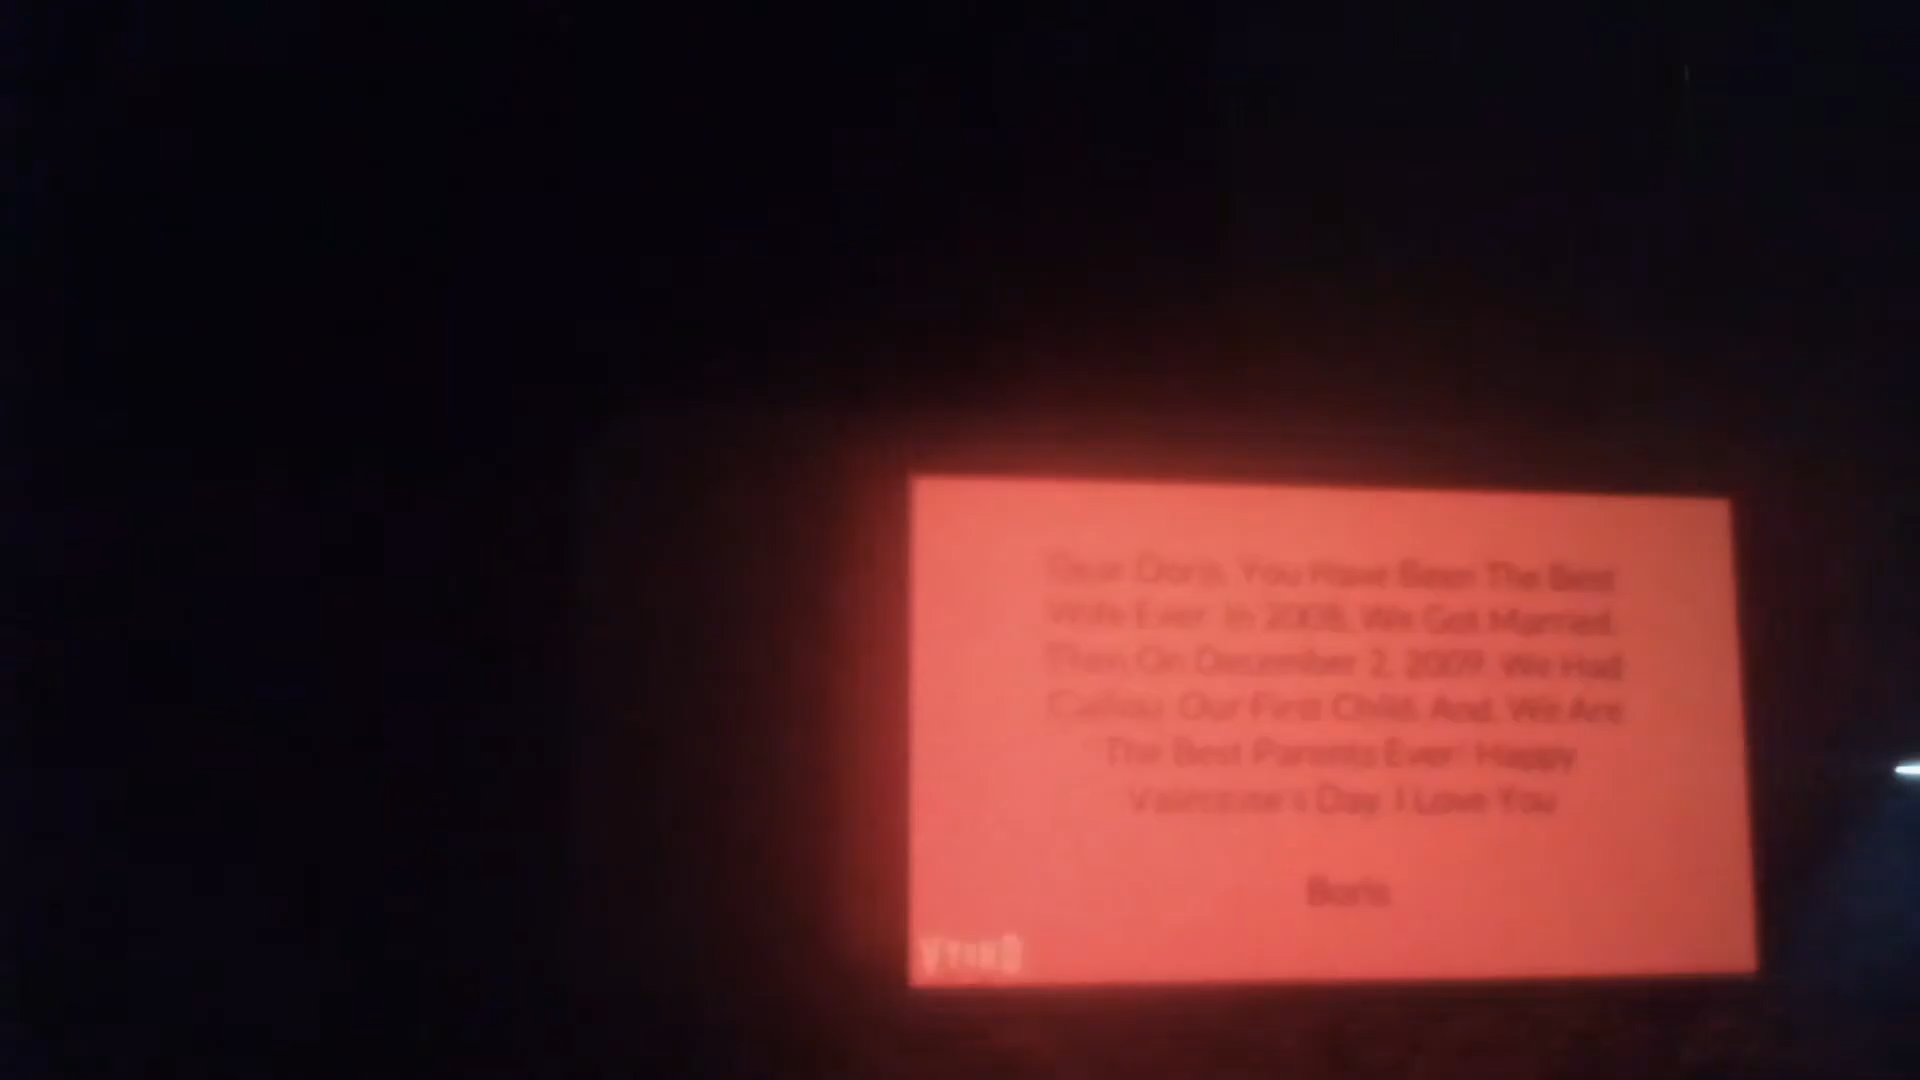 Dear Doris, You Have Been The Best
Wife Ever. In 2008, We Got Married.
Then On December 2, 2009, We Had
Caillou, Our First Child. And, We Are
The Best Parents Ever! Happy
Valentine's Day. I Love You
Boris